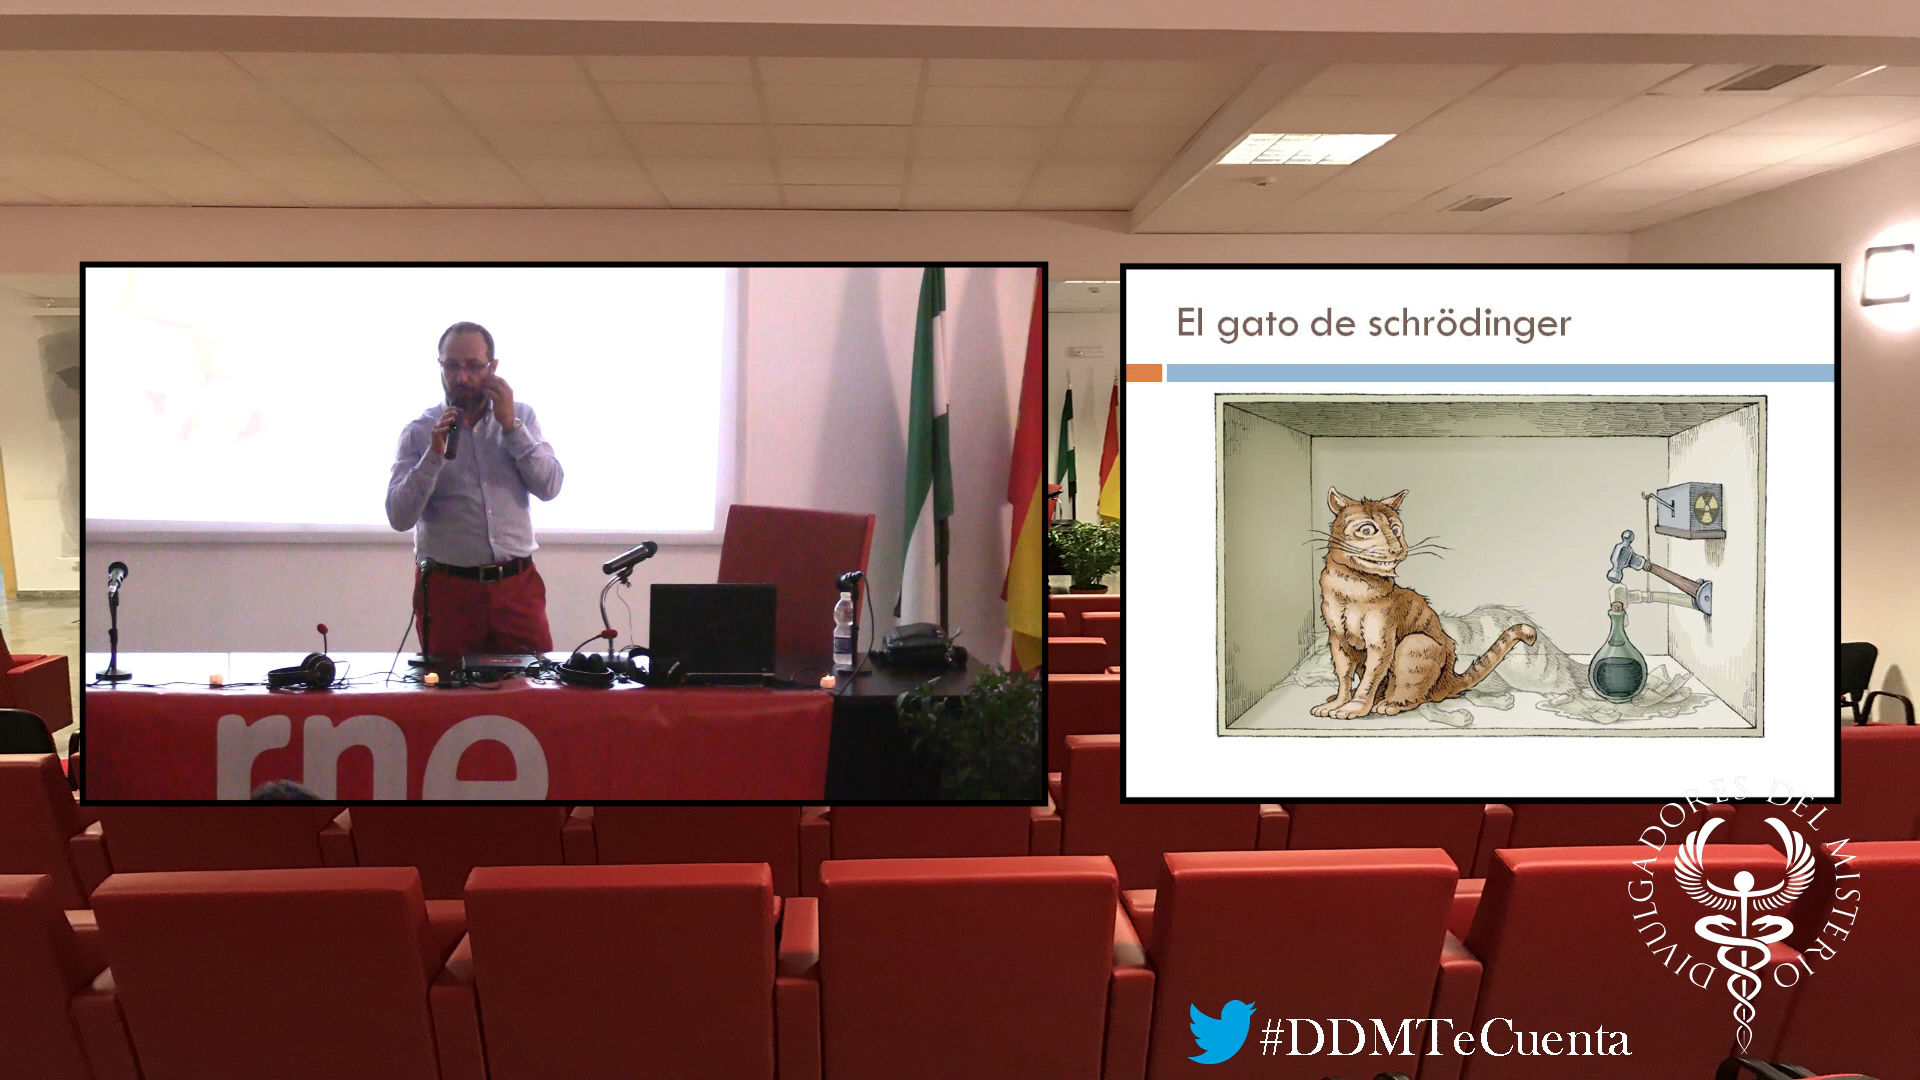 El gato de schrödinger
rne
DIVULGADORES DEL MISTERIO
#DDMTeCuenta